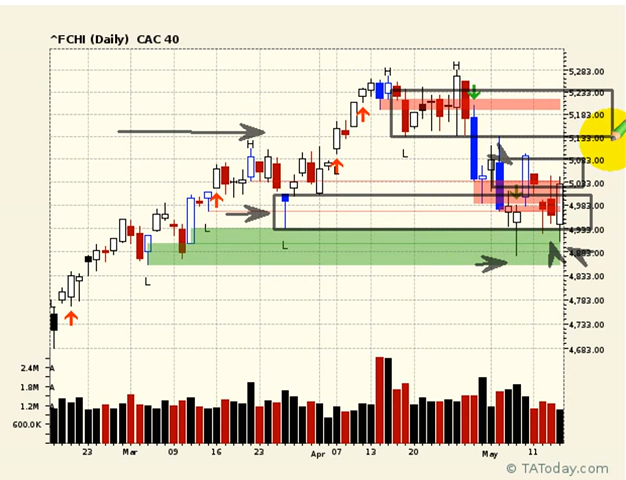 ^FCHI (Daily) CAC 40
5,283.00
5,233.00
5,183.00
5,133.00
5,083.00
5,033.00
4,983.00
4,933.00
4,883.00
4,833.00
4,783.00
4,733.00
4,683.00
H
H
H
L
L
L
L
2.4M
1.8M
1.2M
600.0K
23 Mar 09 16 23 Apr 07 13 20 May 11
© TAToday.com